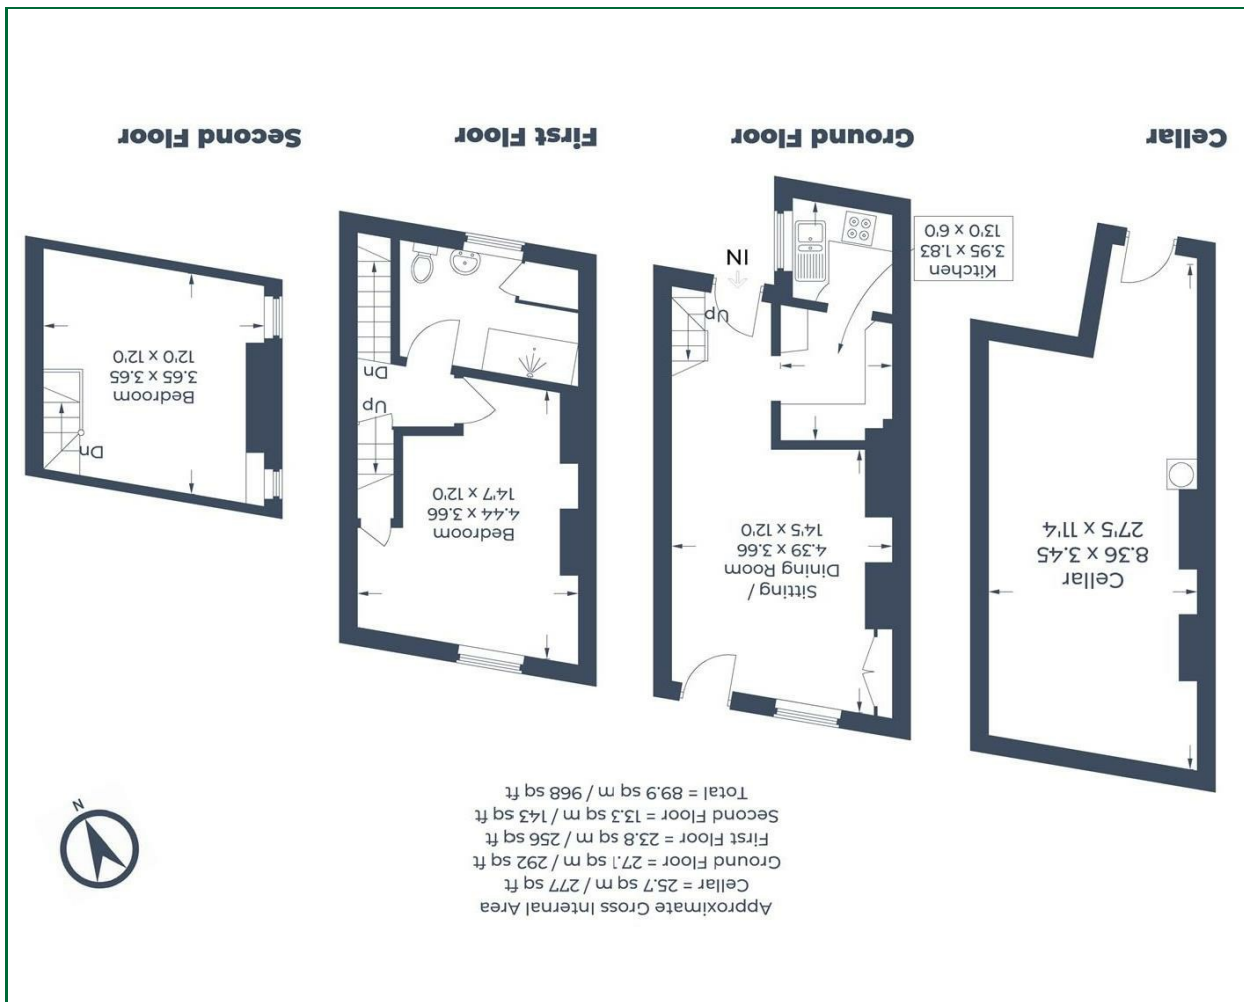 Approximate Gross Internal Area
Cellar = 25.7 sq m / 277 sq ft
Ground Floor = 27.1 sq m / 292 sq ft
First Floor = 23.8 sq m / 256 sq ft
Second Floor = 13.3 sq m / 143 sq ft
Total = 89.9 sq m / 968 sq ft
N
Cellar
8.36 x 3.45
27'5 x 11'4
Cellar
Sitting /
Dining Room
4.39 x 3.66
14'5 x 12'0
Up
IN
Kitchen
3.95 x 1.83
13'0 x 6'0
Ground Floor
Bedroom
4.44 x 3.66
14'7 x 12'0
Up
Dn
First Floor
Dn
Bedroom
3.65 x 3.65
12'0 x 12'0
Second Floor